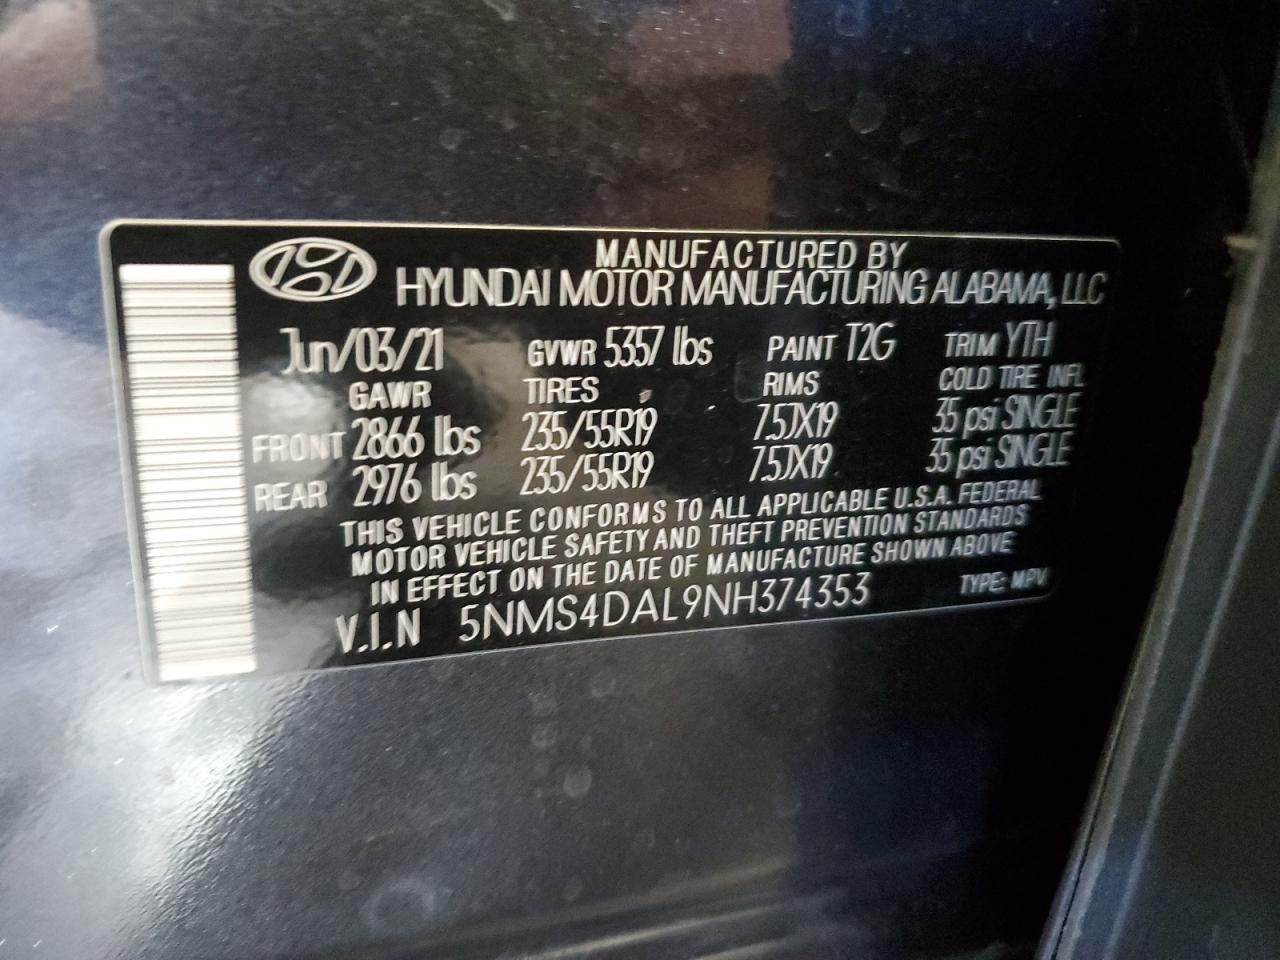 MANUFACTURED BY
HYUNDAI MOTOR MANUFACTURING ALABAMA, LLC
Jun/03/21 GVWR 5357 lbs PAINT T2G TRIM YTH
GAWR TIRES RIMS COLD TIRE INFL
FRONT 2866 lbs 235/55R19 7.5JX19 35 psi SINGLE
REAR 2976 lbs 235/55R19 7.5JX19 35 psi SINGLE
THIS VEHICLE CONFORMS TO ALL APPLICABLE U.S.A. FEDERAL
MOTOR VEHICLE SAFETY AND THEFT PREVENTION STANDARDS
IN EFFECT ON THE DATE OF MANUFACTURE SHOWN ABOVE
V.I.N 5NMS4DAL9NH374353 TYPE: MPV